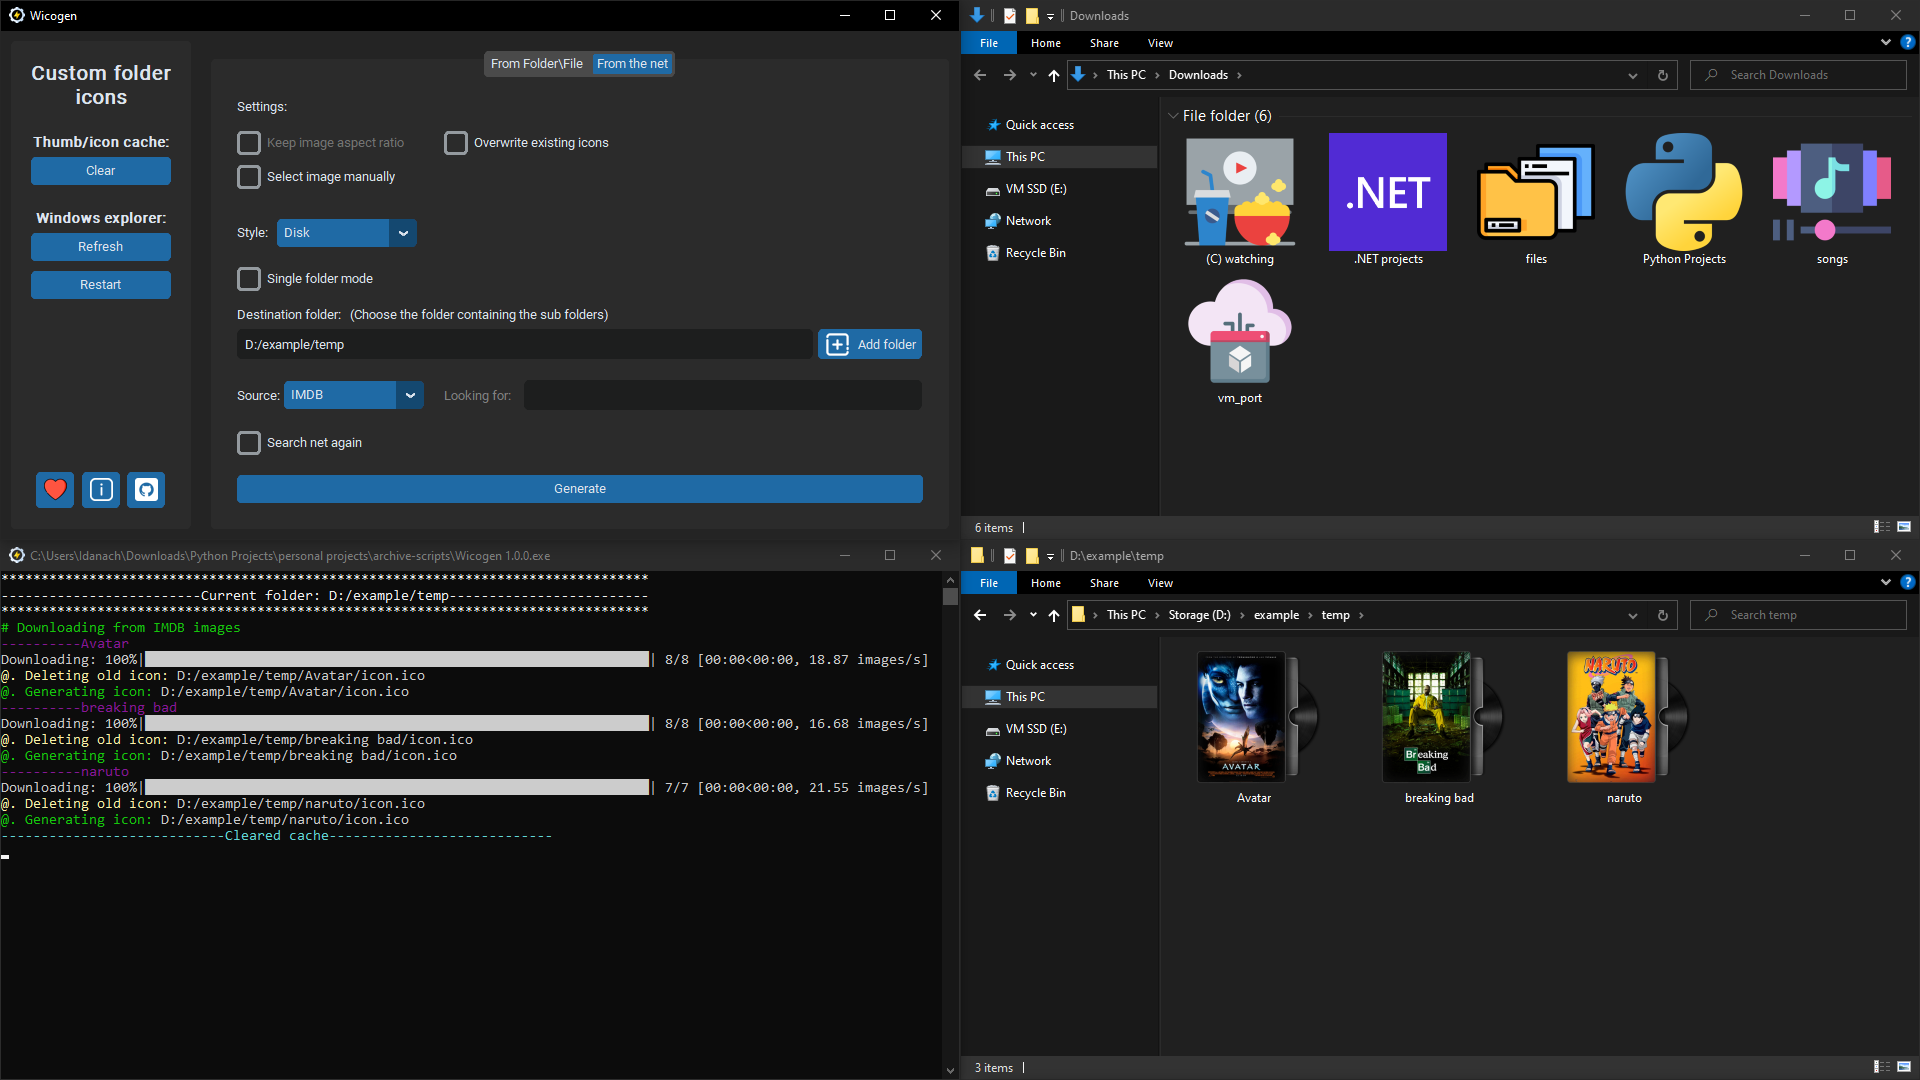 Wicogen
Custom folder
icons
Thumb/icon cache:
Clear
Windows explorer:
Refresh
Restart
From Folder\File
From the net
Settings:
Keep image aspect ratio
Overwrite existing icons
Select image manually
Style:
Disk
Single folder mode
Destination folder: (Choose the folder containing the sub folders)
D:/example/temp
Add folder
Source:
IMDB
Looking for:
Search net again
Generate
Downloads
File
Home
Share
View
This PC
Downloads
Search Downloads
Quick access
This PC
VM SSD (E:)
Network
Recycle Bin
File folder (6)
.NET
(C) watching
.NET projects
files
Python Projects
songs
vm_port
6 items
C:\Users\ldanach\Downloads\Python Projects\personal projects\archive-scripts\Wicogen 1.0.0.exe
*********************************************************************************
-------------------------Current folder: D:/example/temp-------------------------
*********************************************************************************
# Downloading from IMDB images
----------Avatar
Downloading: 100%| | 8/8 [00:00<00:00, 18.87 images/s]
@. Deleting old icon: D:/example/temp/Avatar/icon.ico
@. Generating icon: D:/example/temp/Avatar/icon.ico
----------breaking bad
Downloading: 100%| | 8/8 [00:00<00:00, 16.68 images/s]
@. Deleting old icon: D:/example/temp/breaking bad/icon.ico
@. Generating icon: D:/example/temp/breaking bad/icon.ico
----------naruto
Downloading: 100%| | 7/7 [00:00<00:00, 21.55 images/s]
@. Deleting old icon: D:/example/temp/naruto/icon.ico
@. Generating icon: D:/example/temp/naruto/icon.ico
----------------------------Cleared cache----------------------------
D:\example\temp
File
Home
Share
View
This PC
Storage (D:)
example
temp
Search temp
Quick access
This PC
VM SSD (E:)
Network
Recycle Bin
AVATAR
Breaking
Bad
NARUTO
Avatar
breaking bad
naruto
3 items